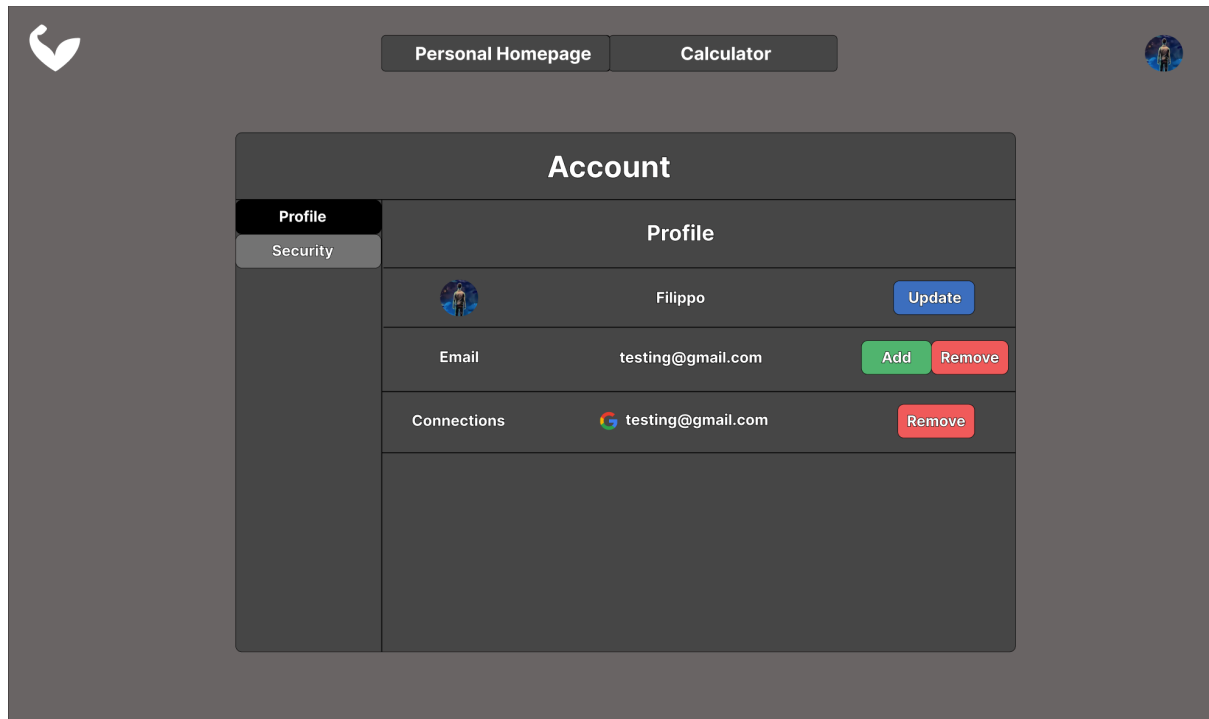 Personal Homepage Calculator
Account
Profile
Security
Profile
Filippo Update
Email testing@gmail.com Add Remove
Connections testing@gmail.com Remove